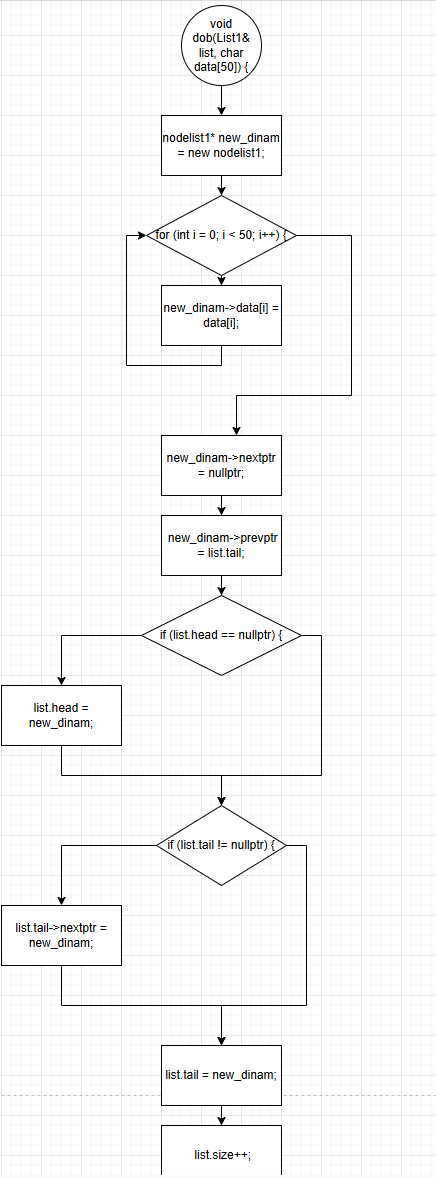 void
dob(List1&
list, char
data[50]) {
nodelist1* new_dinam
= new nodelist1;
for (int i = 0; i < 50; i++) {
new_dinam->data[i] =
data[i];
new_dinam->nextptr
= nullptr;
new_dinam->prevptr
= list.tail;
if (list.head == nullptr) {
list.head =
new_dinam;
if (list.tail != nullptr) {
list.tail->nextptr =
new_dinam;
list.tail = new_dinam;
list.size++;